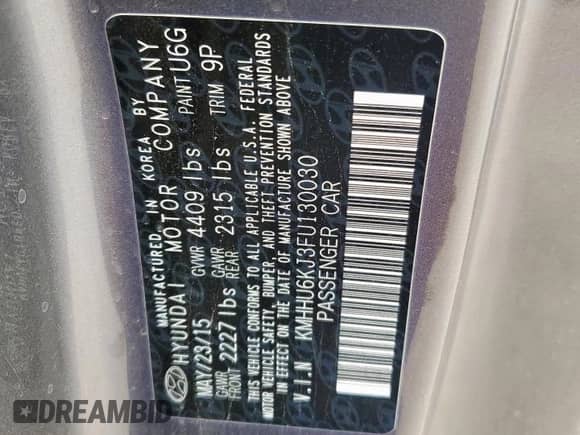 MANUFACTURED IN KOREA BY
HYUNDAI MOTOR COMPANY
MAY/23/15 GVWR 4409 lbs PAINT U6G
GAWR FRONT 2227 lbs GAWR REAR 2315 lbs TRIM 9P
THIS VEHICLE CONFORMS TO ALL APPLICABLE U.S.A. FEDERAL
MOTOR VEHICLE SAFETY, BUMPER, AND THEFT PREVENTION STANDARDS
IN EFFECT ON THE DATE OF MANUFACTURE SHOWN ABOVE
V.I.N KMHHU6KJ3FU130030
PASSENGER CAR
DREAMBID